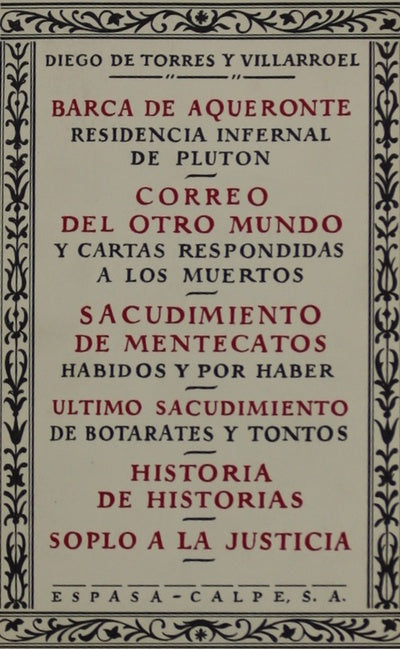 DIEGO DE TORRES Y VILLARROEL
BARCA DE AQUERONTE
RESIDENCIA INFERNAL
DE PLUTON
CORREO
DEL OTRO MUNDO
Y CARTAS RESPONDIDAS
A LOS MUERTOS
SACUDIMIENTO
DE MENTECATOS
HABIDOS Y POR HABER
ULTIMO SACUDIMIENTO
DE BOTARATES Y TONTOS
HISTORIA
DE HISTORIAS
SOPLO A LA JUSTICIA
ESPASA-CALPE, S. A.